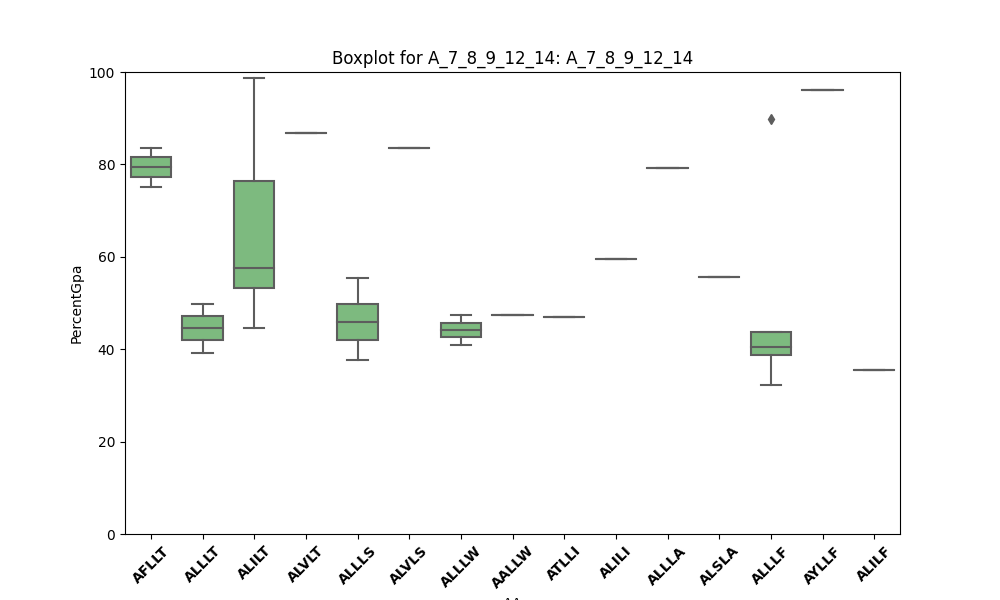 Boxplot for A_7_8_9_12_14: A_7_8_9_12_14
PercentGpa
100
80
60
40
20
0
AFLLT
ALLLT
ALILT
ALVLT
ALLLS
ALVLS
ALLLW
AALLW
ATLLI
ALILI
ALLLA
ALSLA
ALLLF
AYLLF
ALILF